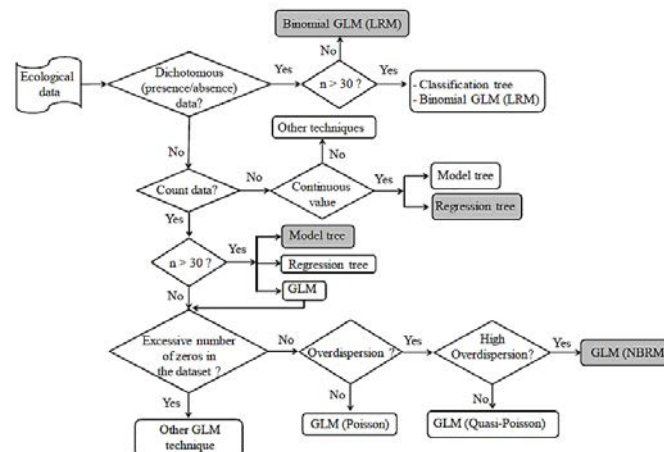 Binomial GLM (LRM)
No
Ecological
data
Dichotomous
(presence/absence)
data?
Yes
n > 30 ?
Yes
- Classification tree
- Binomial GLM (LRM)
Other techniques
No
No
Count data?
No
Continuous
value
Yes
Model tree
Regression tree
Yes
n > 30 ?
Yes
Model tree
Regression tree
GLM
No
Excessive number
of zeros in
the dataset ?
No
Overdispersion ?
Yes
High
Overdispersion?
Yes
GLM (NBRM
Yes
No
No
Other GLM
technique
GLM (Poisson)
GLM (Quasi-Poisson)